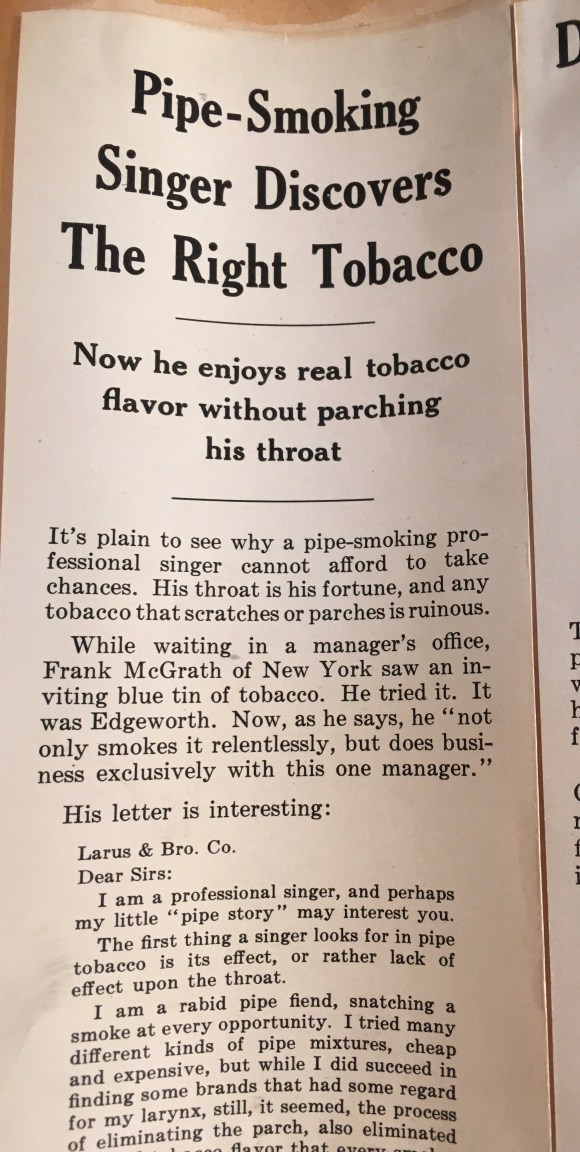 Pipe-Smoking
Singer Discovers
The Right Tobacco
Now he enjoys real tobacco
flavor without parching
his throat
It's plain to see why a pipe-smoking pro-
fessional singer cannot afford to take
chances. His throat is his fortune, and any
tobacco that scratches or parches is ruinous.
While waiting in a manager's office,
Frank McGrath of New York saw an in-
viting blue tin of tobacco. He tried it. It
was Edgeworth. Now, as he says, he "not
only smokes it relentlessly, but does busi-
ness exclusively with this one manager."
His letter is interesting:
Larus & Bro. Co.
Dear Sirs:
I am a professional singer, and perhaps
my little "pipe story" may interest you.
The first thing a singer looks for in pipe
tobacco is its effect, or rather lack of
effect upon the throat.
I am a rabid pipe fiend, snatching a
smoke at every opportunity. I tried many
different kinds of pipe mixtures, cheap
and expensive, but while I did succeed in
finding some brands that had some regard
for my larynx, still, it seemed, the process
of eliminating the parch, also eliminated
flavor that every